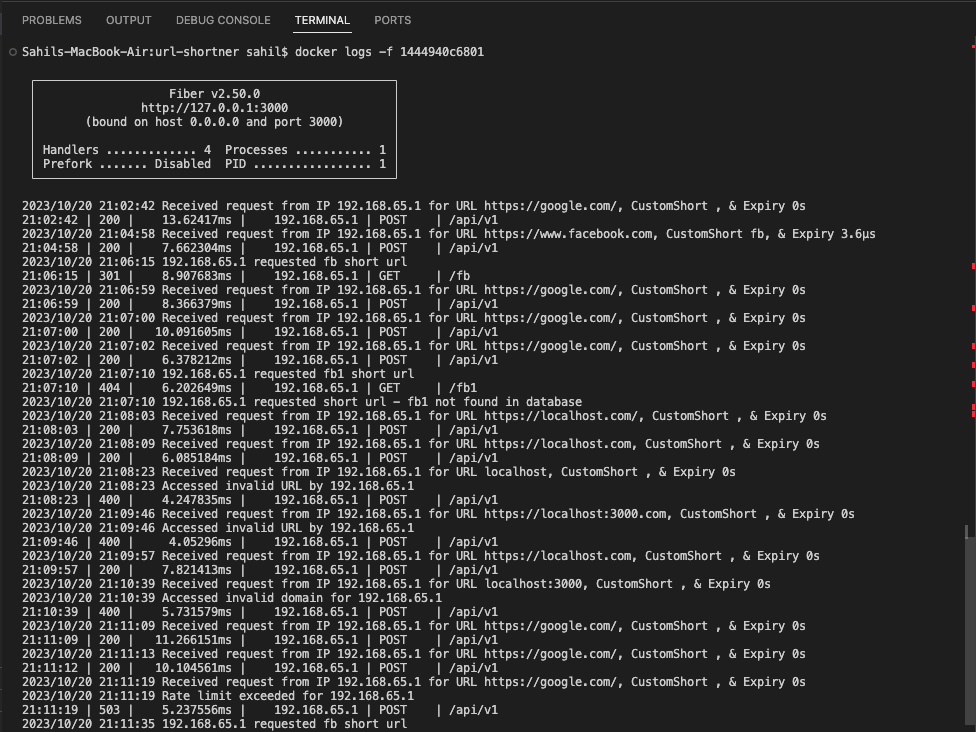 PROBLEMS OUTPUT DEBUG CONSOLE TERMINAL PORTS
Sahils-MacBook-Air:url-shortner sahil$ docker logs -f 1444940c6801
Fiber v2.50.0
http://127.0.0.1:3000
(bound on host 0.0.0.0 and port 3000)
Handlers ............. 4 Processes ........... 1
Prefork ....... Disabled PID ................. 1
2023/10/20 21:02:42 Received request from IP 192.168.65.1 for URL https://google.com/, CustomShort , & Expiry 0s
21:02:42 | 200 | 13.62417ms | 192.168.65.1 | POST | /api/v1
2023/10/20 21:04:58 Received request from IP 192.168.65.1 for URL https://www.facebook.com, CustomShort fb, & Expiry 3.6µs
21:04:58 | 200 | 7.662304ms | 192.168.65.1 | POST | /api/v1
2023/10/20 21:06:15 192.168.65.1 requested fb short url
21:06:15 | 301 | 8.907683ms | 192.168.65.1 | GET | /fb
2023/10/20 21:06:59 Received request from IP 192.168.65.1 for URL https://google.com/, CustomShort , & Expiry 0s
21:06:59 | 200 | 8.366379ms | 192.168.65.1 | POST | /api/v1
2023/10/20 21:07:00 Received request from IP 192.168.65.1 for URL https://google.com/, CustomShort , & Expiry 0s
21:07:00 | 200 | 10.091605ms | 192.168.65.1 | POST | /api/v1
2023/10/20 21:07:02 Received request from IP 192.168.65.1 for URL https://google.com/, CustomShort , & Expiry 0s
21:07:02 | 200 | 6.378212ms | 192.168.65.1 | POST | /api/v1
2023/10/20 21:07:10 192.168.65.1 requested fb1 short url
21:07:10 | 404 | 6.202649ms | 192.168.65.1 | GET | /fb1
2023/10/20 21:07:10 192.168.65.1 requested short url – fb1 not found in database
2023/10/20 21:08:03 Received request from IP 192.168.65.1 for URL https://localhost.com/, CustomShort , & Expiry 0s
21:08:03 | 200 | 7.753618ms | 192.168.65.1 | POST | /api/v1
2023/10/20 21:08:09 Received request from IP 192.168.65.1 for URL https://localhost.com, CustomShort , & Expiry 0s
21:08:09 | 200 | 6.085184ms | 192.168.65.1 | POST | /api/v1
2023/10/20 21:08:23 Received request from IP 192.168.65.1 for URL localhost, CustomShort , & Expiry 0s
2023/10/20 21:08:23 Accessed invalid URL by 192.168.65.1
21:08:23 | 400 | 4.247835ms | 192.168.65.1 | POST | /api/v1
2023/10/20 21:09:46 Received request from IP 192.168.65.1 for URL https://localhost:3000.com, CustomShort , & Expiry 0s
2023/10/20 21:09:46 Accessed invalid URL by 192.168.65.1
21:09:46 | 400 | 4.05296ms | 192.168.65.1 | POST | /api/v1
2023/10/20 21:09:57 Received request from IP 192.168.65.1 for URL https://localhost.com, CustomShort , & Expiry 0s
21:09:57 | 200 | 7.821413ms | 192.168.65.1 | POST | /api/v1
2023/10/20 21:10:39 Received request from IP 192.168.65.1 for URL localhost:3000, CustomShort , & Expiry 0s
2023/10/20 21:10:39 Accessed invalid domain for 192.168.65.1
21:10:39 | 400 | 5.731579ms | 192.168.65.1 | POST | /api/v1
2023/10/20 21:11:09 Received request from IP 192.168.65.1 for URL https://google.com/, CustomShort , & Expiry 0s
21:11:09 | 200 | 11.266151ms | 192.168.65.1 | POST | /api/v1
2023/10/20 21:11:13 Received request from IP 192.168.65.1 for URL https://google.com/, CustomShort , & Expiry 0s
21:11:12 | 200 | 10.104561ms | 192.168.65.1 | POST | /api/v1
2023/10/20 21:11:19 Received request from IP 192.168.65.1 for URL https://google.com/, CustomShort , & Expiry 0s
2023/10/20 21:11:19 Rate limit exceeded for 192.168.65.1
21:11:19 | 503 | 5.237556ms | 192.168.65.1 | POST | /api/v1
2023/10/20 21:11:35 192.168.65.1 requested fb short url